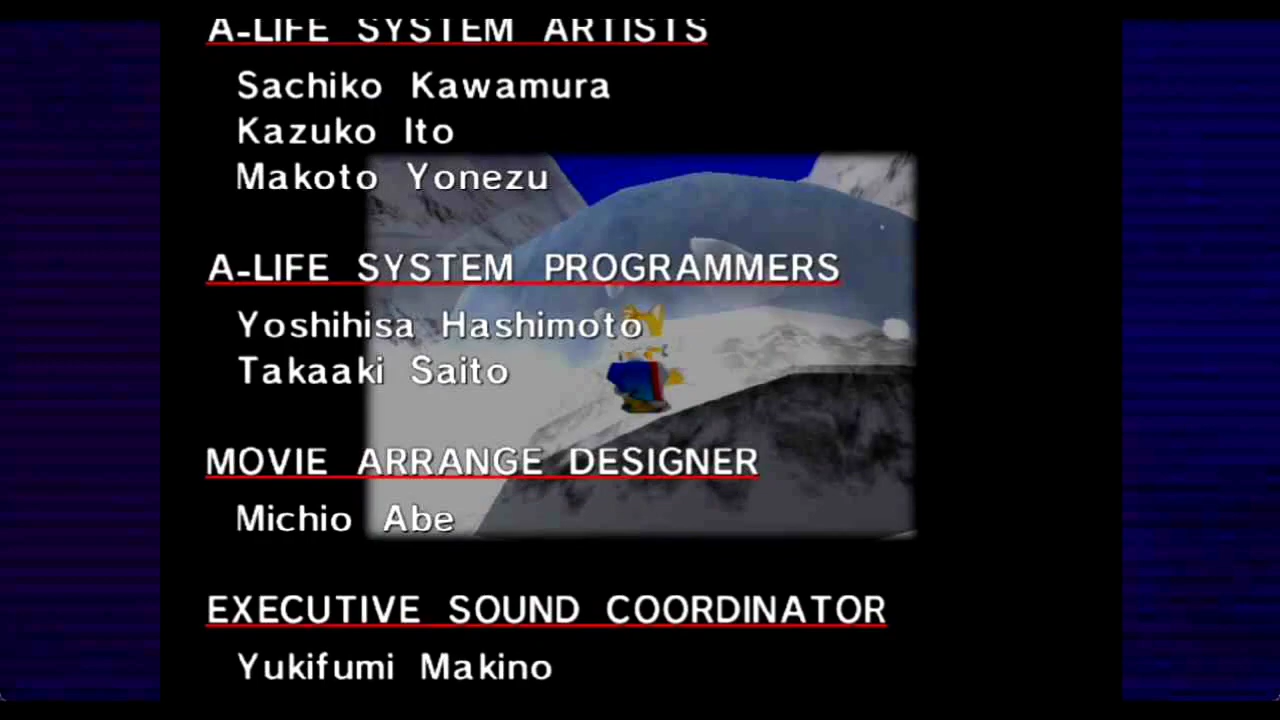 A-LIFE SYSTEM ARTISTS
Sachiko Kawamura
Kazuko Ito
Makoto Yonezu
A-LIFE SYSTEM PROGRAMMERS
Yoshihisa Hashimoto
Takaaki Saito
MOVIE ARRANGE DESIGNER
Michio Abe
EXECUTIVE SOUND COORDINATOR
Yukifumi Makino